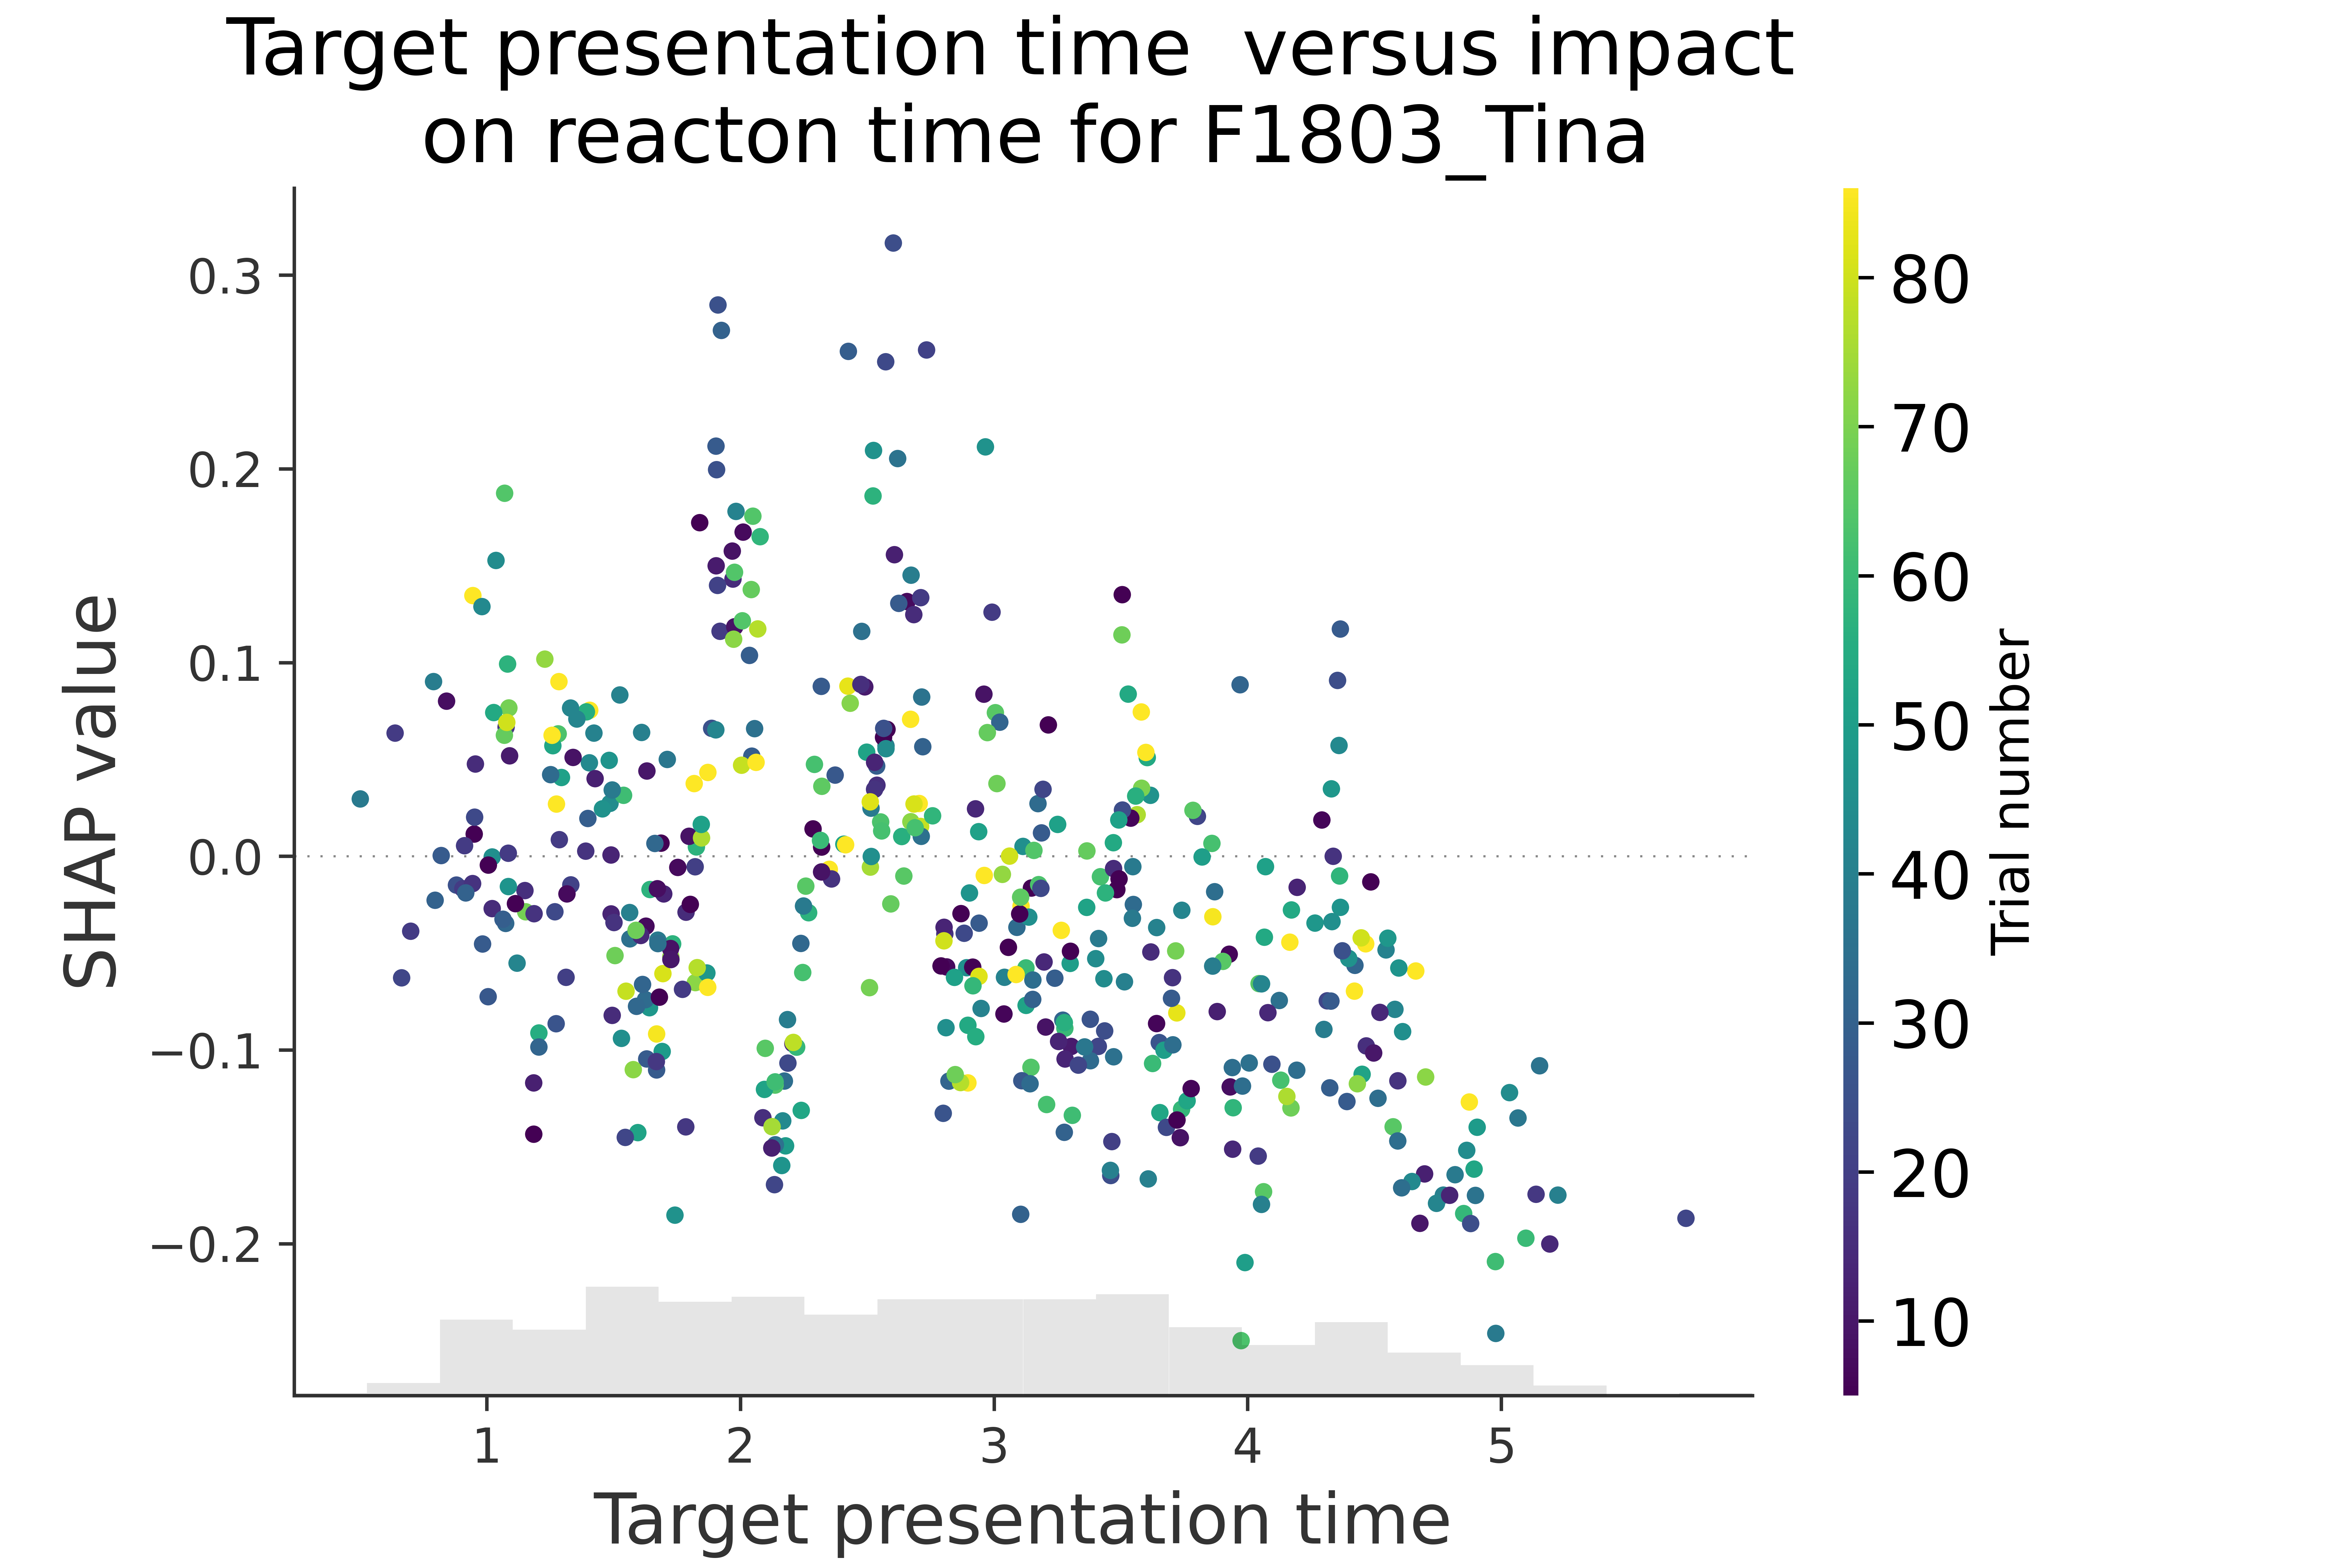 Target presentation time  versus impact
on reacton time for F1803_Tina
0.3
0.2
0.1
0.0
−0.1
−0.2
SHAP value
1 2 3 4 5
Target presentation time
80
70
60
50
40
30
20
10
Trial number